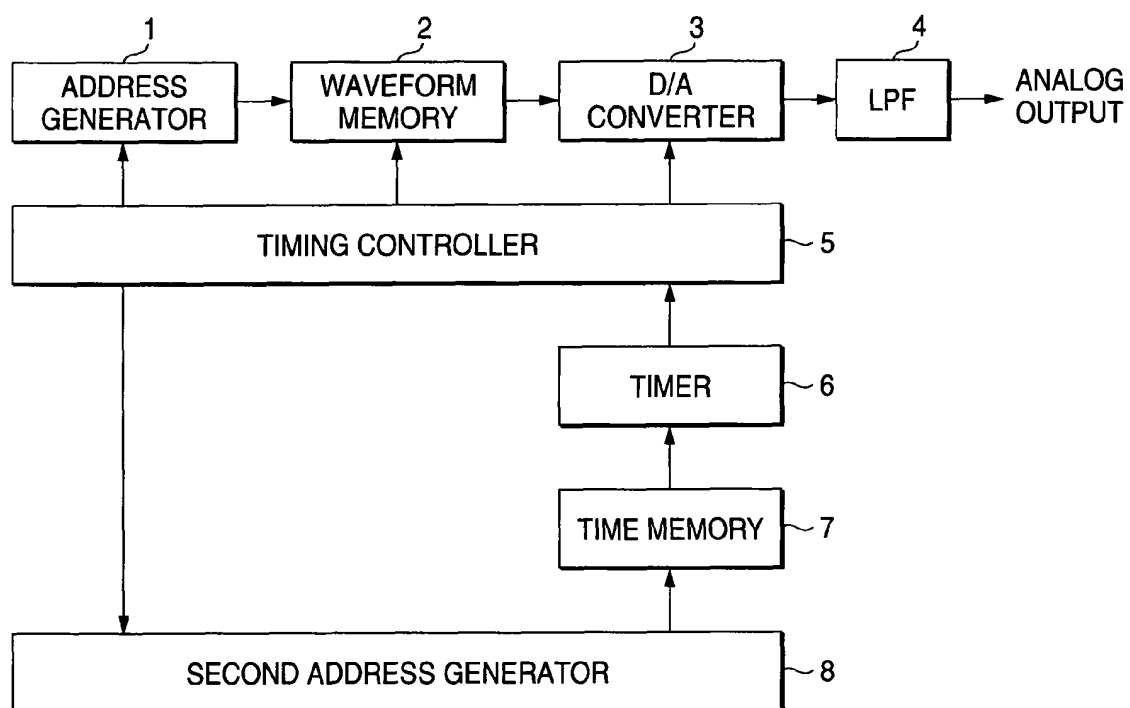 1
2
3
4
ADDRESS
GENERATOR
WAVEFORM
MEMORY
D/A
CONVERTER
LPF
ANALOG
OUTPUT
TIMING CONTROLLER
5
TIMER
6
TIME MEMORY
7
SECOND ADDRESS GENERATOR
8